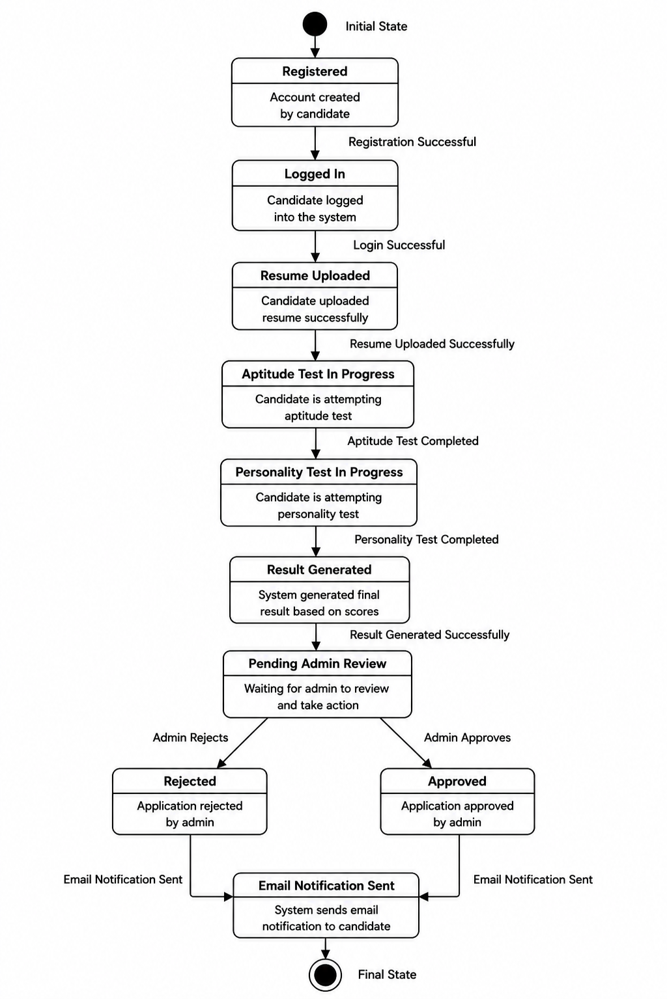 Initial State
Registered
Account created
by candidate
Registration Successful
Logged In
Candidate logged
into the system
Login Successful
Resume Uploaded
Candidate uploaded
resume successfully
Resume Uploaded Successfully
Aptitude Test In Progress
Candidate is attempting
aptitude test
Aptitude Test Completed
Personality Test In Progress
Candidate is attempting
personality test
Personality Test Completed
Result Generated
System generated final
result based on scores
Result Generated Successfully
Pending Admin Review
Waiting for admin to review
and take action
Admin Rejects
Admin Approves
Rejected
Application rejected
by admin
Approved
Application approved
by admin
Email Notification Sent
Email Notification Sent
Email Notification Sent
System sends email
notification to candidate
Final State